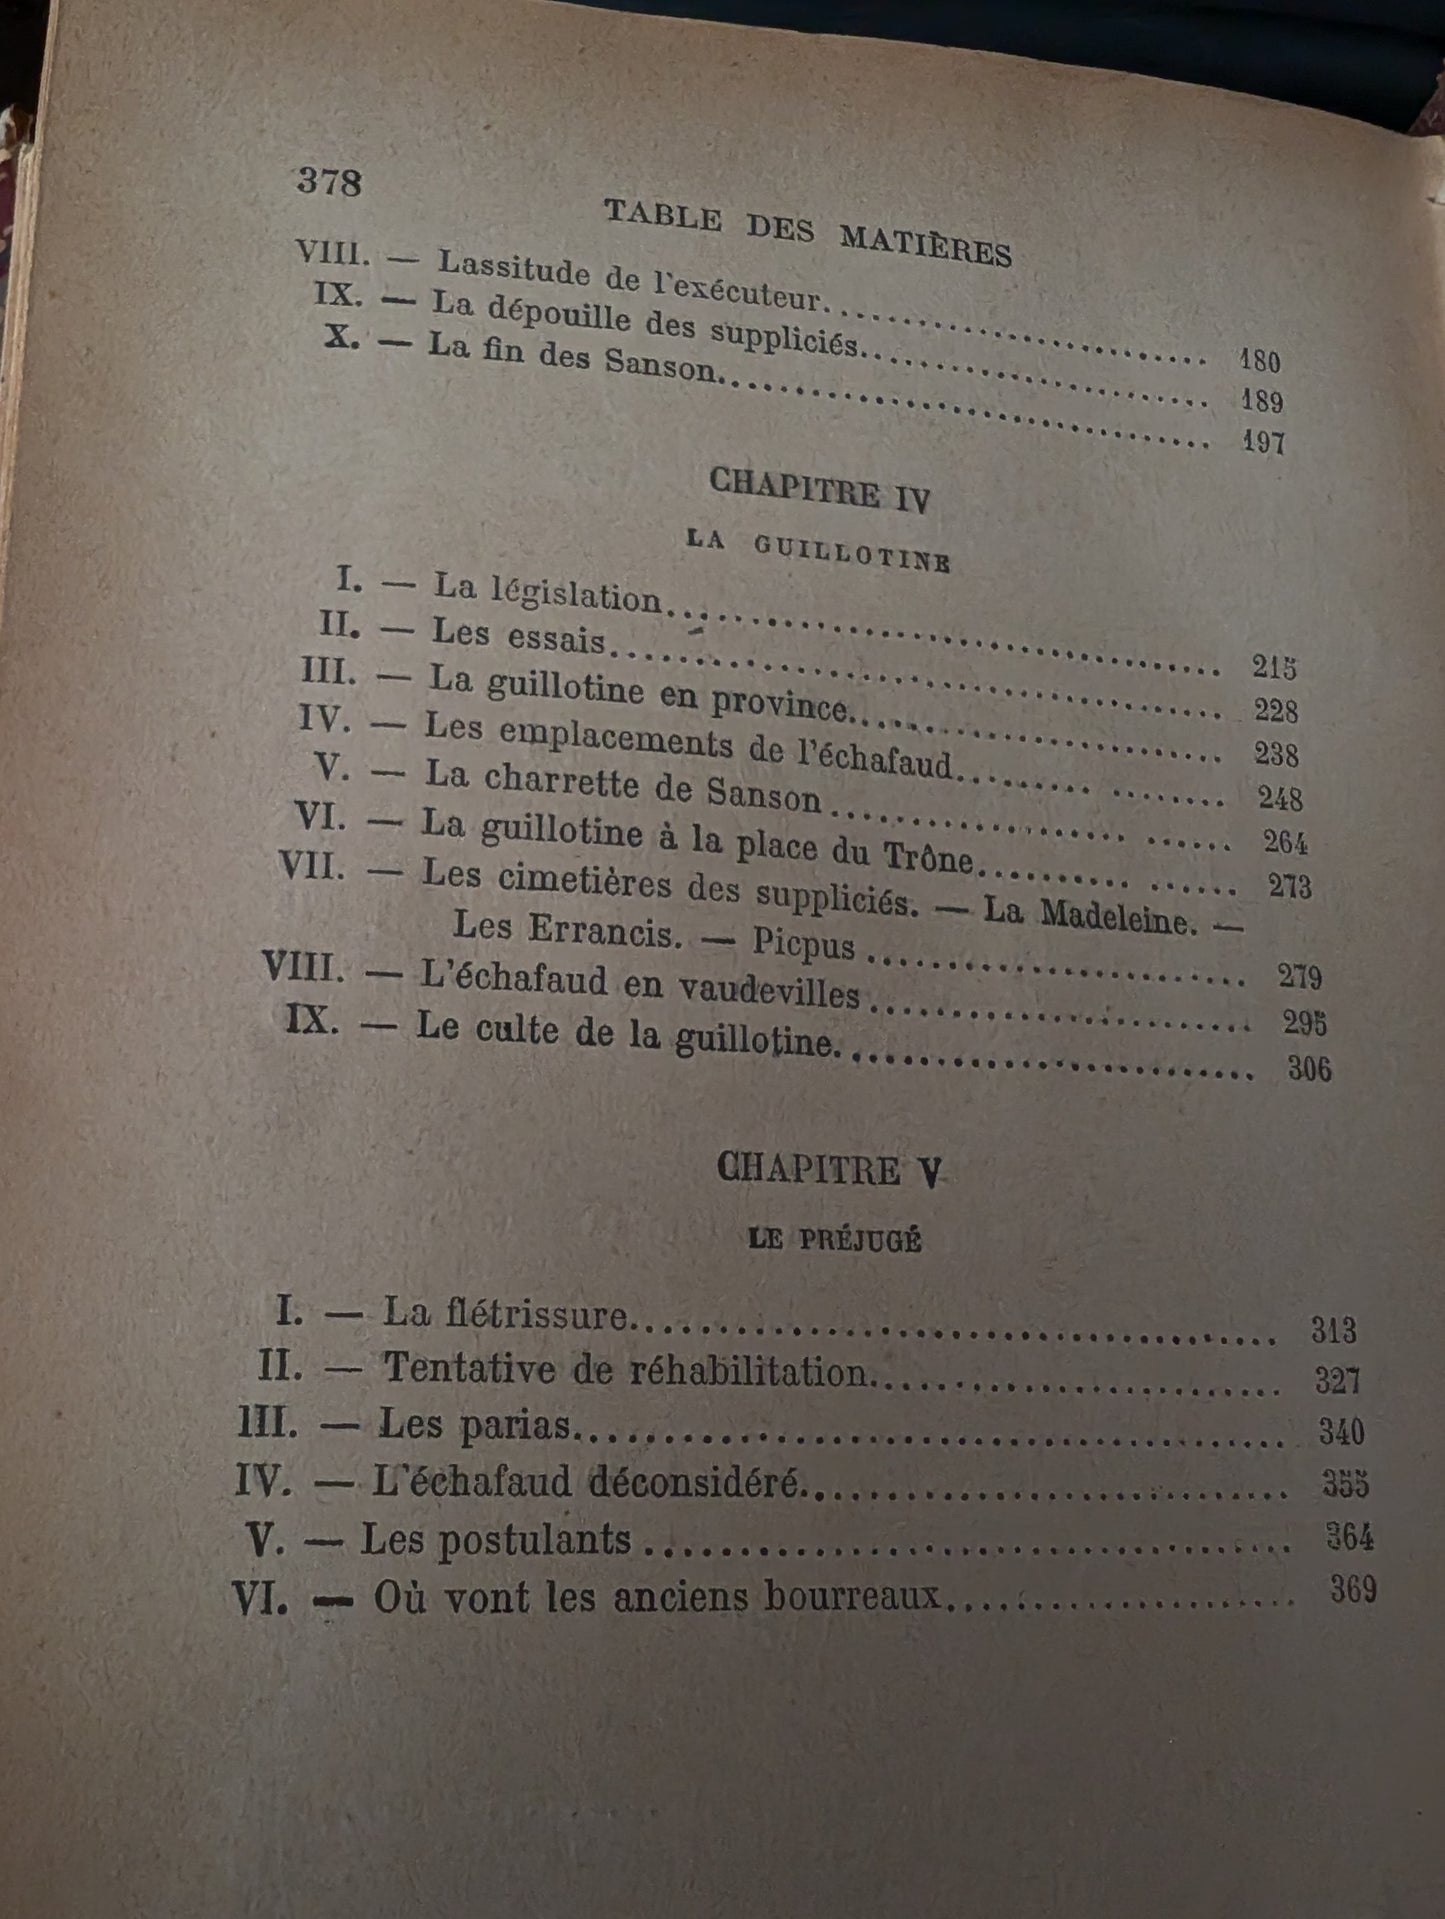 378
TABLE DES MATIÈRES
VIII. — Lassitude de l'exécuteur.............................. 180
IX. — La dépouille des suppliciés......................... 189
X. — La fin des Sanson.................................... 197
CHAPITRE IV
LA GUILLOTINE
I. — La législation........................................ 215
II. — Les essais............................................ 228
III. — La guillotine en province........................... 238
IV. — Les emplacements de l'échafaud......... ........ 248
V. — La charrette de Sanson................... ...... 264
VI. — La guillotine à la place du Trône.......... ...... 273
VII. — Les cimetières des suppliciés. — La Madeleine. —
Les Errancis. — Picpus ........................ 279
VIII. — L'échafaud en vaudevilles......................... 295
IX. — Le culte de la guillotine........................... 306
CHAPITRE V
LE PRÉJUGÉ
I. — La flétrissure........................................ 313
II. — Tentative de réhabilitation......................... 327
III. — Les parias........................................... 340
IV. — L'échafaud déconsidéré............................. 355
V. — Les postulants ..................................... 364
VI. — Où vont les anciens bourreaux..................... 369